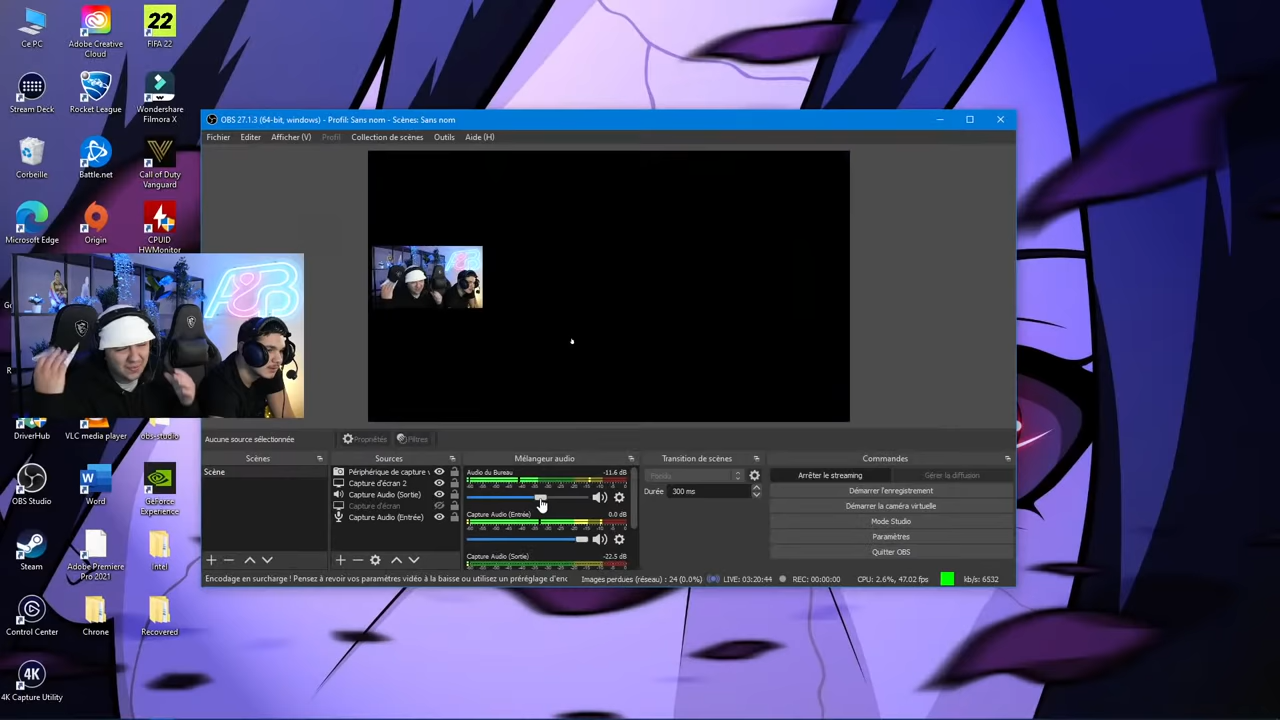 Ce PC
Adobe Creative
Cloud
22
FIFA 22
Stream Deck
Rocket League
Wondershare
Filmora X
Corbeille
Battle.net
Call of Duty
Vanguard
Microsoft Edge
Origin
CPUID
HWMonitor
OBS 27.1.3 (64-bit, windows) - Profil: Sans nom - Scènes: Sans nom
Fichier
Editer
Afficher (V)
Profil
Collection de scènes
Outils
Aide (H)
A&B
DriverHub
VLC media player
obs-studio
OBS Studio
Word
GeForce
Experience
Steam
Adobe Premiere
Pro 2021
Intel
Control Center
Chrone
Recovered
4K
4K Capture Utility
Aucune source sélectionnée
Propriétés
Filtres
Scènes
Scène
Sources
Périphérique de capture v
Capture d'écran 2
Capture Audio (Sortie)
Capture d'écran
Capture Audio (Entrée)
Mélangeur audio
Audio du Bureau
-11.6 dB
Capture Audio (Entrée)
0.0 dB
Capture Audio (Sortie)
-22.5 dB
Transition de scènes
Fondu
Durée
300 ms
Commandes
Arrêter le streaming
Gérer la diffusion
Démarrer l'enregistrement
Démarrer la caméra virtuelle
Mode Studio
Paramètres
Quitter OBS
Encodage en surcharge ! Pensez à revoir vos paramètres vidéo à la baisse ou utilisez un préréglage d'enc
Images perdues (réseau) : 24 (0.0%)
LIVE: 03:20:44
REC: 00:00:00
CPU: 2.6%, 47.02 fps
kb/s: 6532